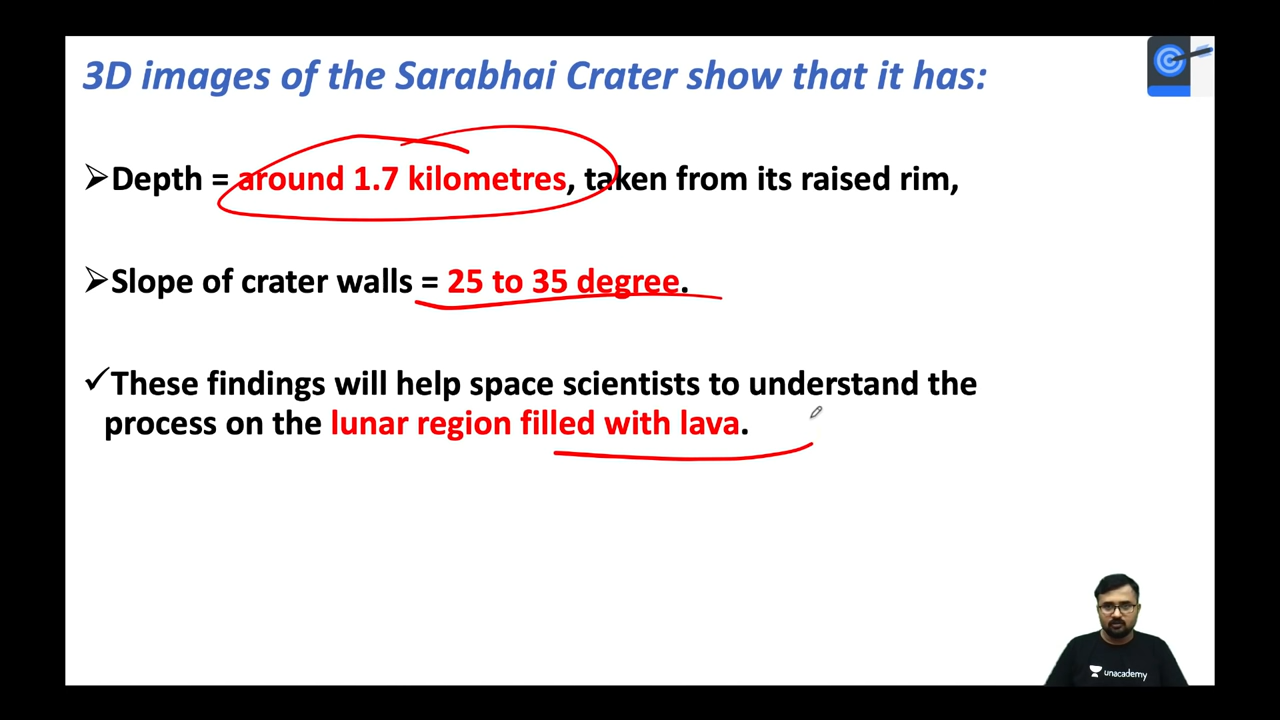 3D images of the Sarabhai Crater show that it has:
➢Depth = around 1.7 kilometres, taken from its raised rim,
➢Slope of crater walls = 25 to 35 degree.
✓These findings will help space scientists to understand the
process on the lunar region filled with lava.
unacademy